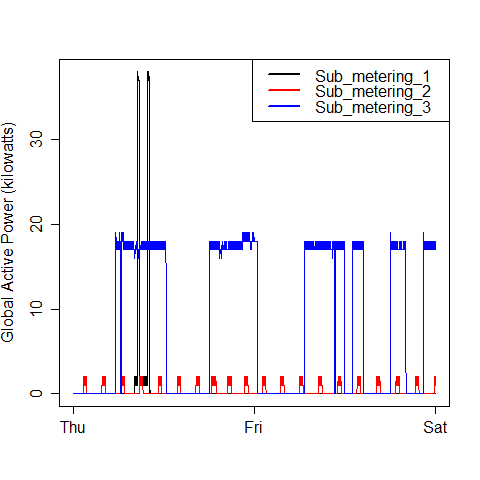 Sub_metering_1
Sub_metering_2
Sub_metering_3
Global Active Power (kilowatts)
30
20
10
0
Thu Fri Sat